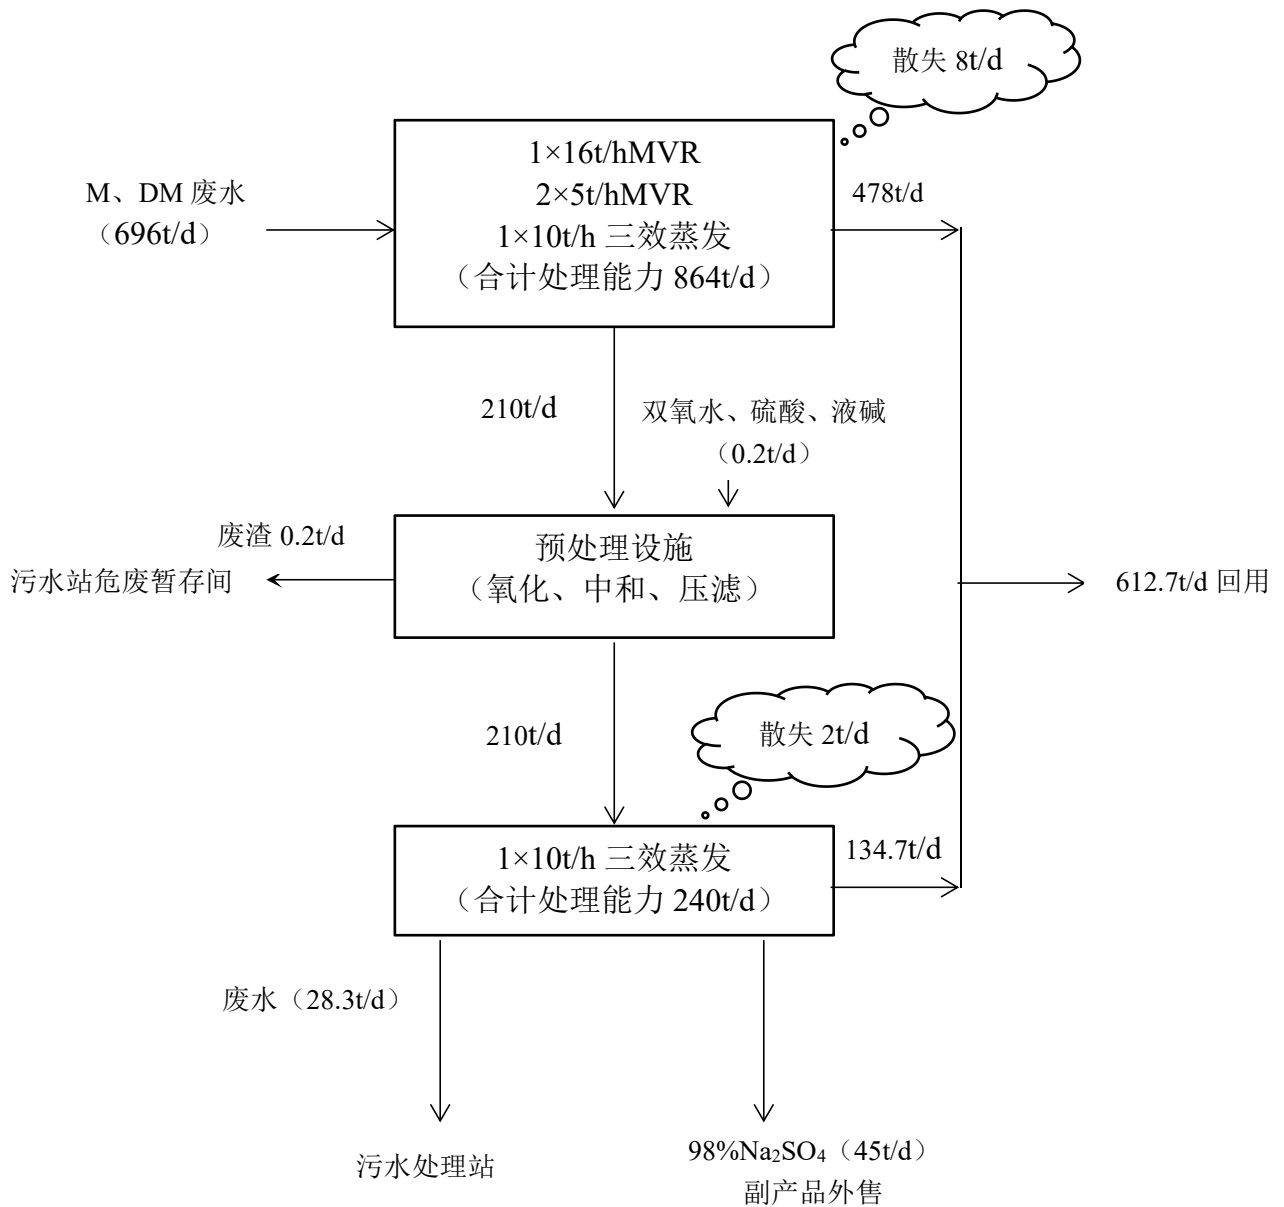 散失 8t/d
1×16t/hMVR
2×5t/hMVR
1×10t/h 三效蒸发
（合计处理能力 864t/d）
M、DM 废水
（696t/d）
478t/d
210t/d
双氧水、硫酸、液碱
（0.2t/d）
废渣 0.2t/d
污水站危废暂存间
预处理设施
（氧化、中和、压滤）
612.7t/d 回用
210t/d
散失 2t/d
1×10t/h 三效蒸发
（合计处理能力 240t/d）
134.7t/d
废水（28.3t/d）
污水处理站
98%Na₂SO₄（45t/d）
副产品外售